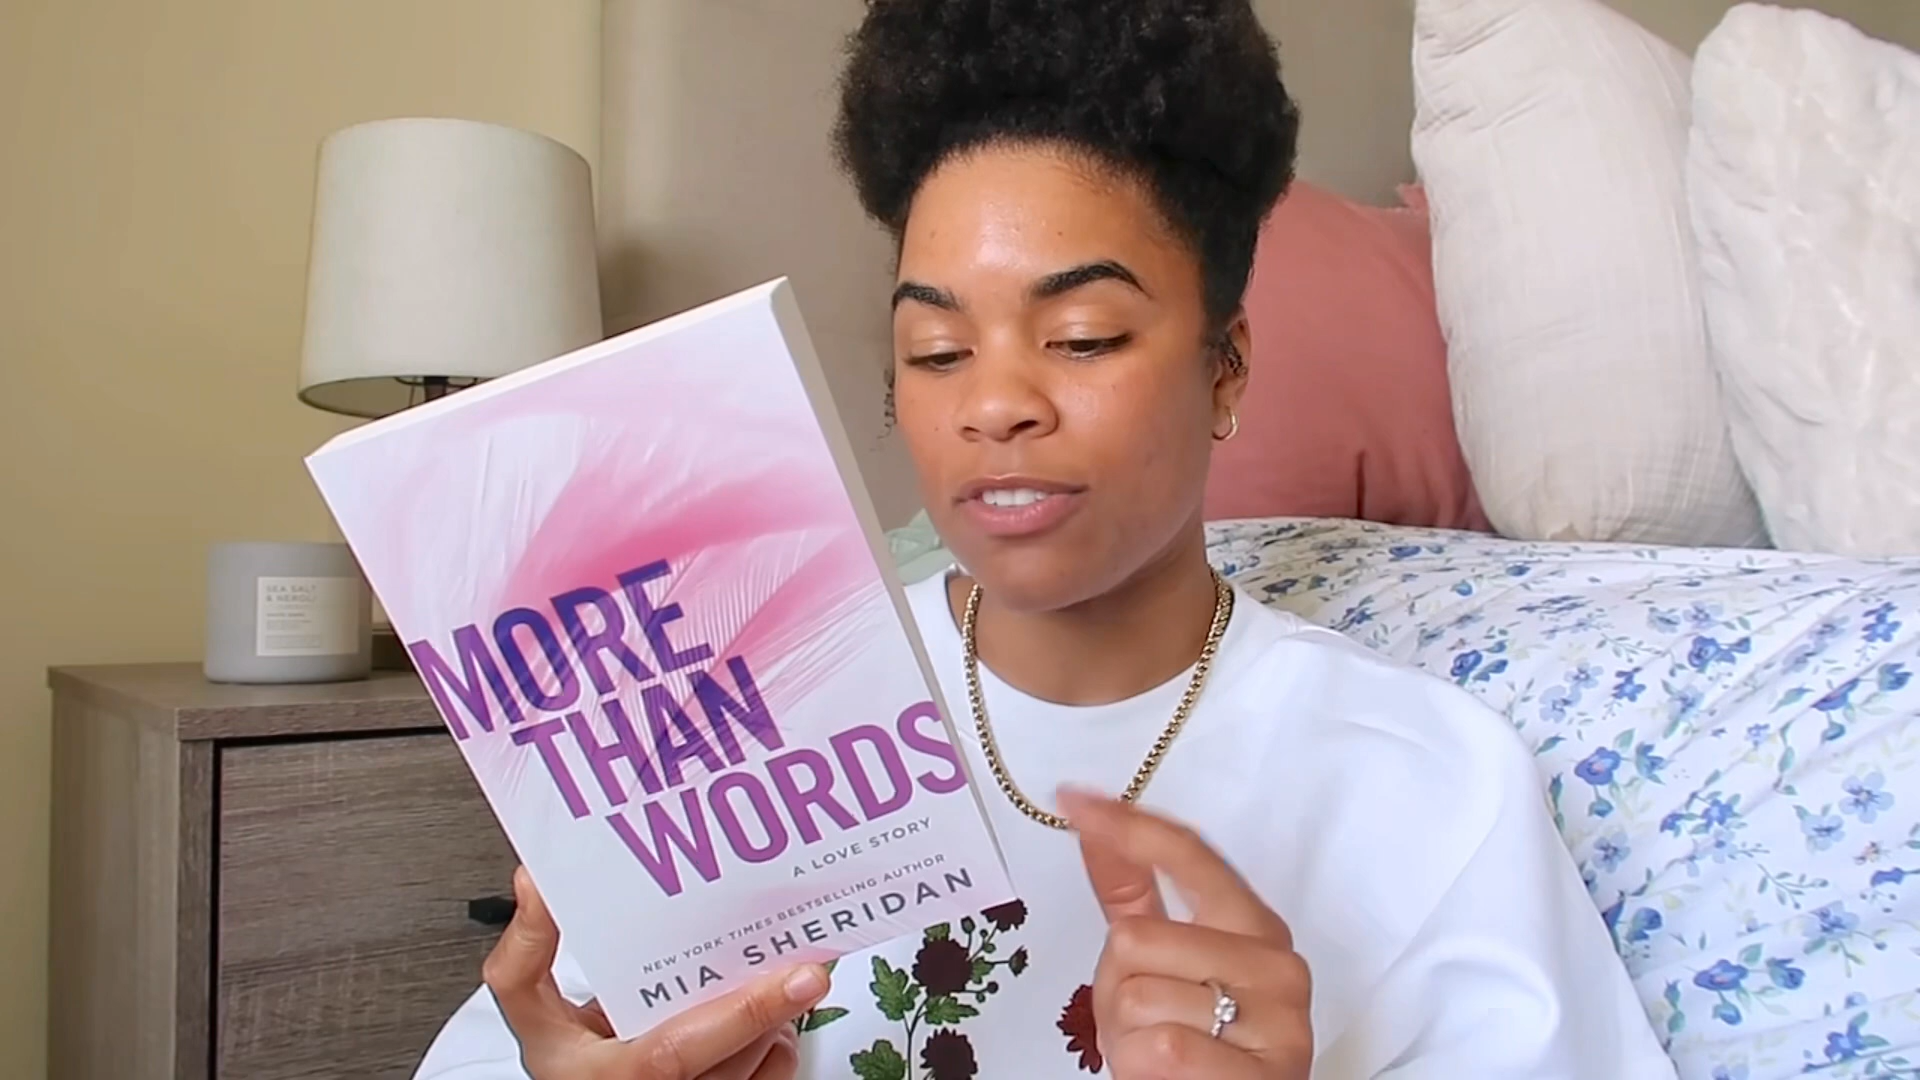 MORE
THAN
WORDS
A LOVE STORY
NEW YORK TIMES BESTSELLING AUTHOR
MIA SHERIDAN
SEA SALT
& NEROLI